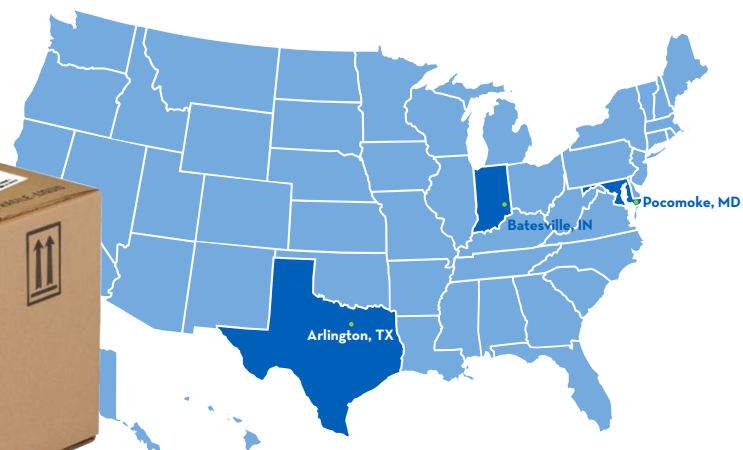 Pocomoke, MD
Batesville, IN
Arlington, TX